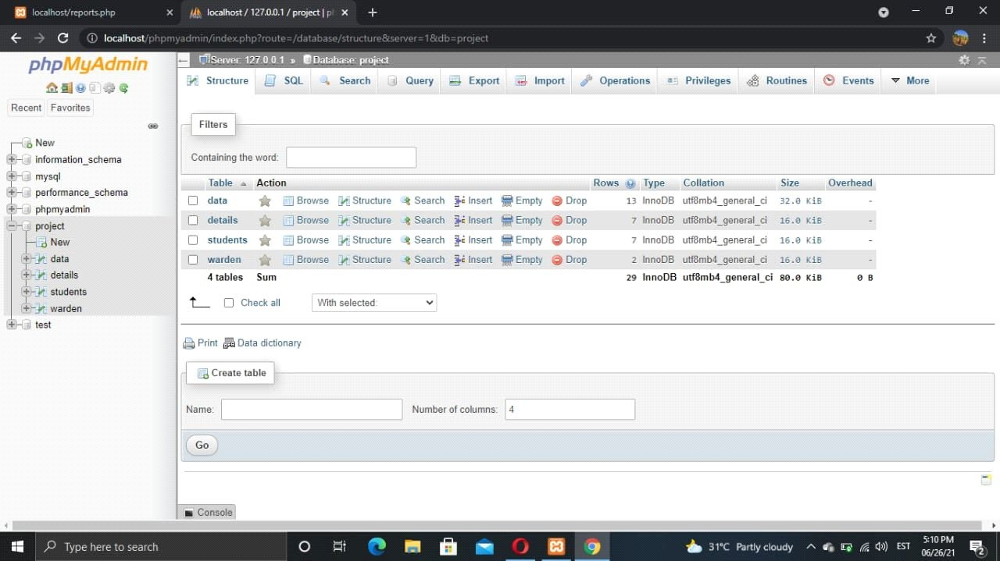 localhost/reports.php
localhost / 127.0.0.1 / project | ph
localhost/phpmyadmin/index.php?route=/database/structure&server=1&db=project
phpMyAdmin
Recent Favorites
New
information_schema
mysql
performance_schema
phpmyadmin
project
New
data
details
students
warden
test
Server: 127.0.0.1 » Database: project
Structure SQL Search Query Export Import Operations Privileges Routines Events More
Filters
Containing the word:
Table Action Rows Type Collation Size Overhead
data Browse Structure Search Insert Empty Drop 13 InnoDB utf8mb4_general_ci 32.0 KiB -
details Browse Structure Search Insert Empty Drop 7 InnoDB utf8mb4_general_ci 16.0 KiB -
students Browse Structure Search Insert Empty Drop 7 InnoDB utf8mb4_general_ci 16.0 KiB -
warden Browse Structure Search Insert Empty Drop 2 InnoDB utf8mb4_general_ci 16.0 KiB -
4 tables Sum 29 InnoDB utf8mb4_general_ci 80.0 KiB 0 B
Check all With selected:
Print Data dictionary
Create table
Name: Number of columns: 4
Go
Console
Type here to search
31°C Partly cloudy EST
5:10 PM
06/26/21
2